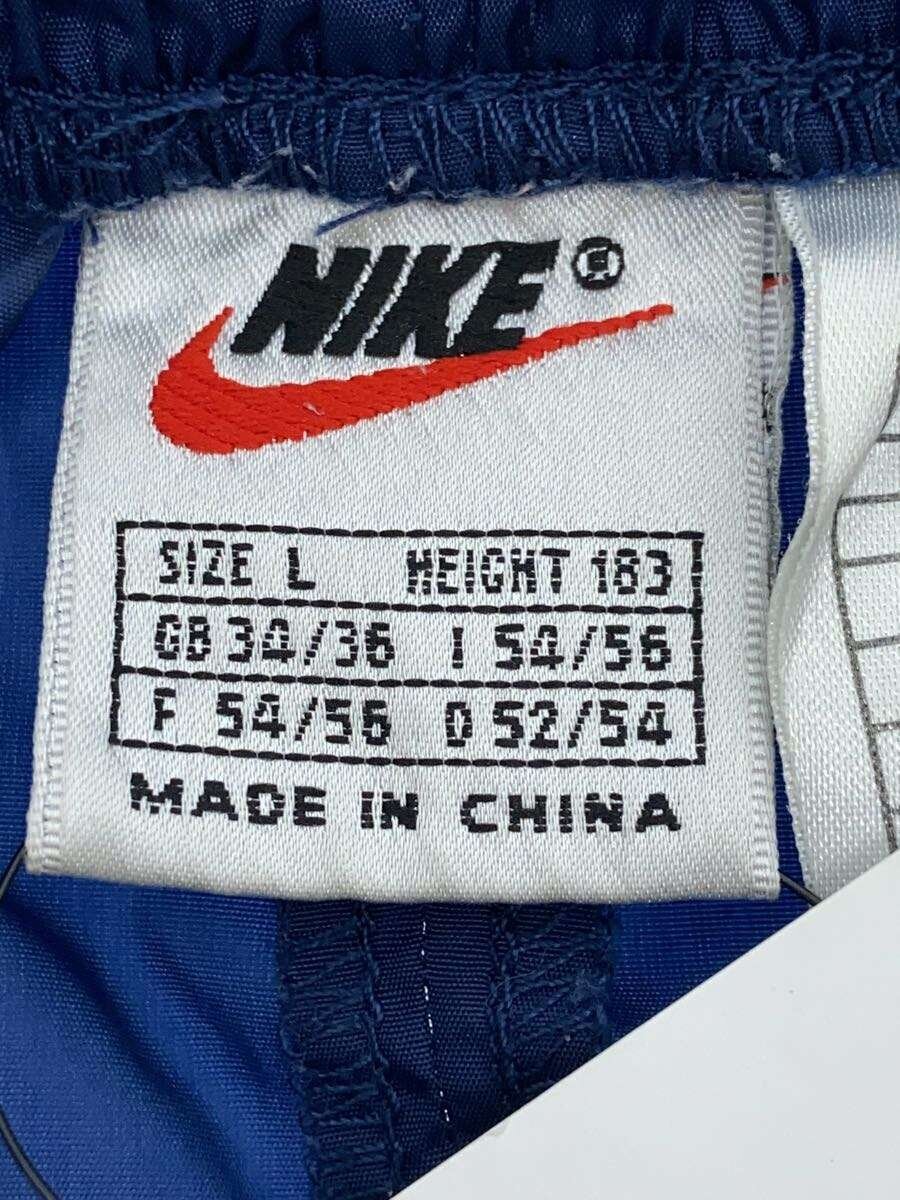 NIKE®
SIZE L HEIGHT 183
GB 34/36 I 54/56
F 54/56 D 52/54
MADE IN CHINA